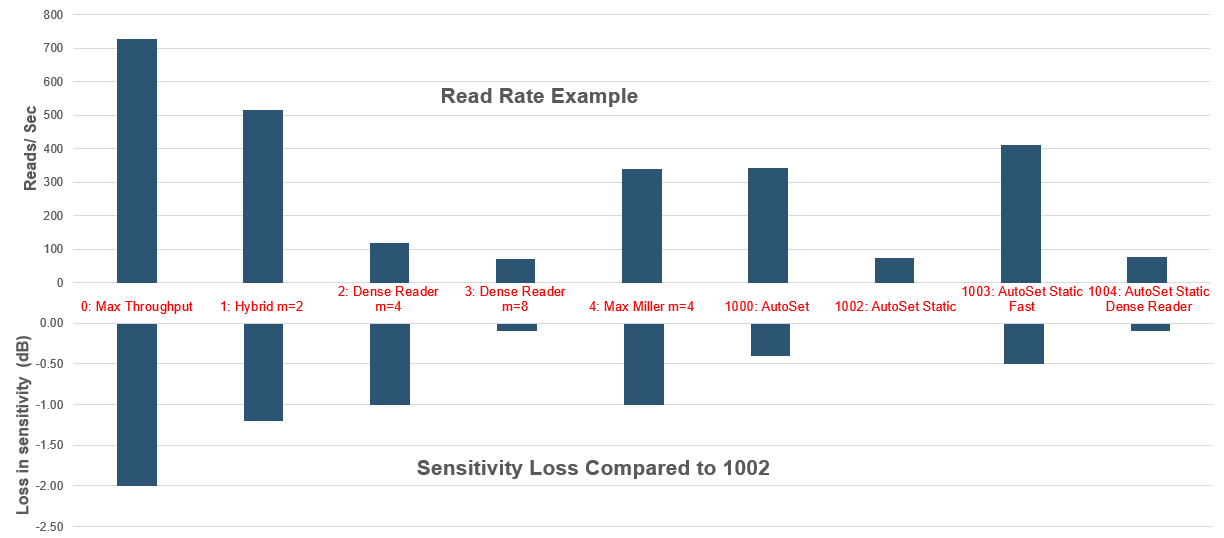 800
700
600
500
400
300
200
100
0
Reads/ Sec
Read Rate Example
0: Max Throughput
1: Hybrid m=2
2: Dense Reader
m=4
3: Dense Reader
m=8
4: Max Miller m=4
1000: AutoSet
1002: AutoSet Static
1003: AutoSet Static
Fast
1004: AutoSet Static
Dense Reader
0.00
-0.50
-1.00
-1.50
-2.00
-2.50
Loss in sensitivity (dB)
Sensitivity Loss Compared to 1002